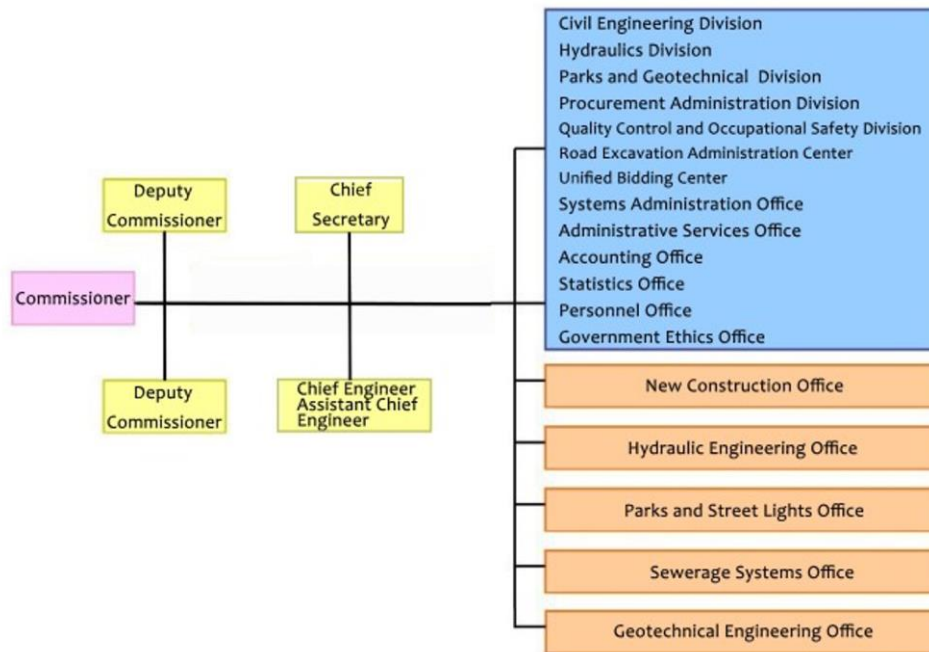 Commissioner
Deputy
Commissioner
Deputy
Commissioner
Chief
Secretary
Chief Engineer
Assistant Chief
Engineer
Civil Engineering Division
Hydraulics Division
Parks and Geotechnical Division
Procurement Administration Division
Quality Control and Occupational Safety Division
Road Excavation Administration Center
Unified Bidding Center
Systems Administration Office
Administrative Services Office
Accounting Office
Statistics Office
Personnel Office
Government Ethics Office
New Construction Office
Hydraulic Engineering Office
Parks and Street Lights Office
Sewerage Systems Office
Geotechnical Engineering Office